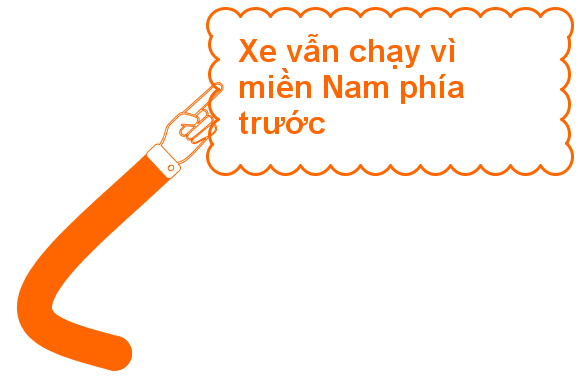 Xe vẫn chạy vì
miền Nam phía
trước